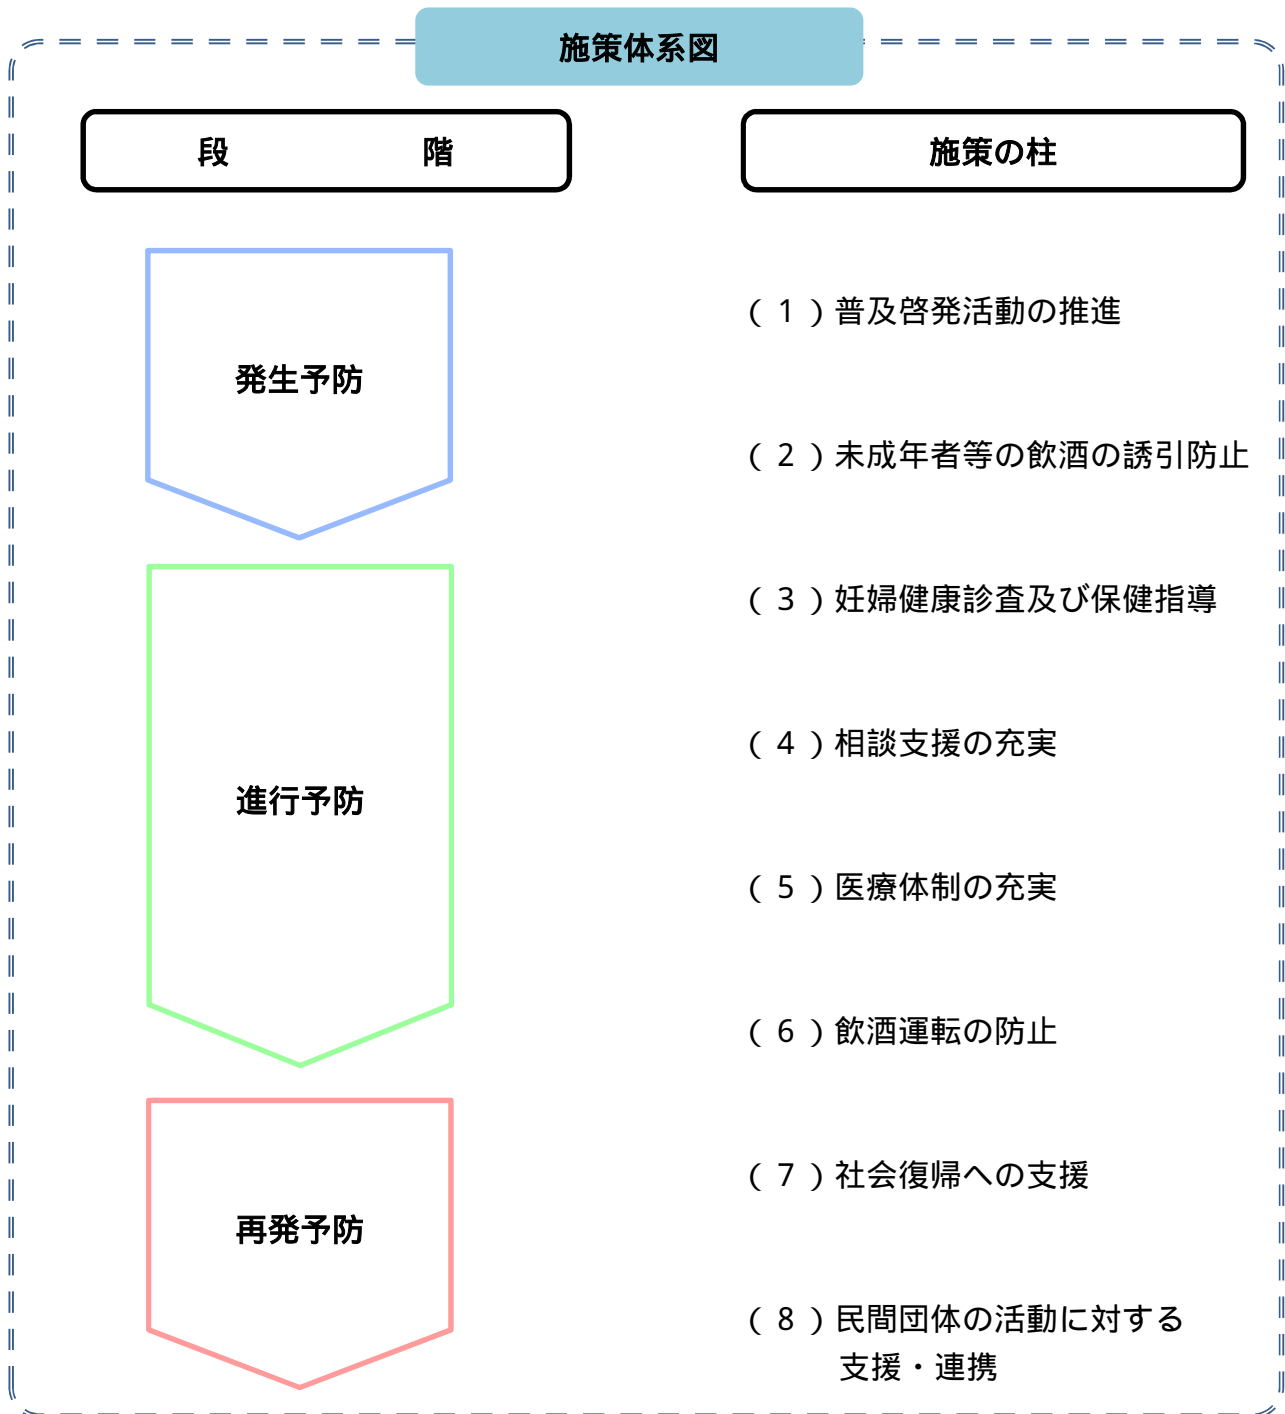 施策体系図
段　　　　　　階
施策の柱
発生予防
（１）普及啓発活動の推進
（２）未成年者等の飲酒の誘引防止
進行予防
（３）妊婦健康診査及び保健指導
（４）相談支援の充実
（５）医療体制の充実
（６）飲酒運転の防止
再発予防
（７）社会復帰への支援
（８）民間団体の活動に対する
支援・連携